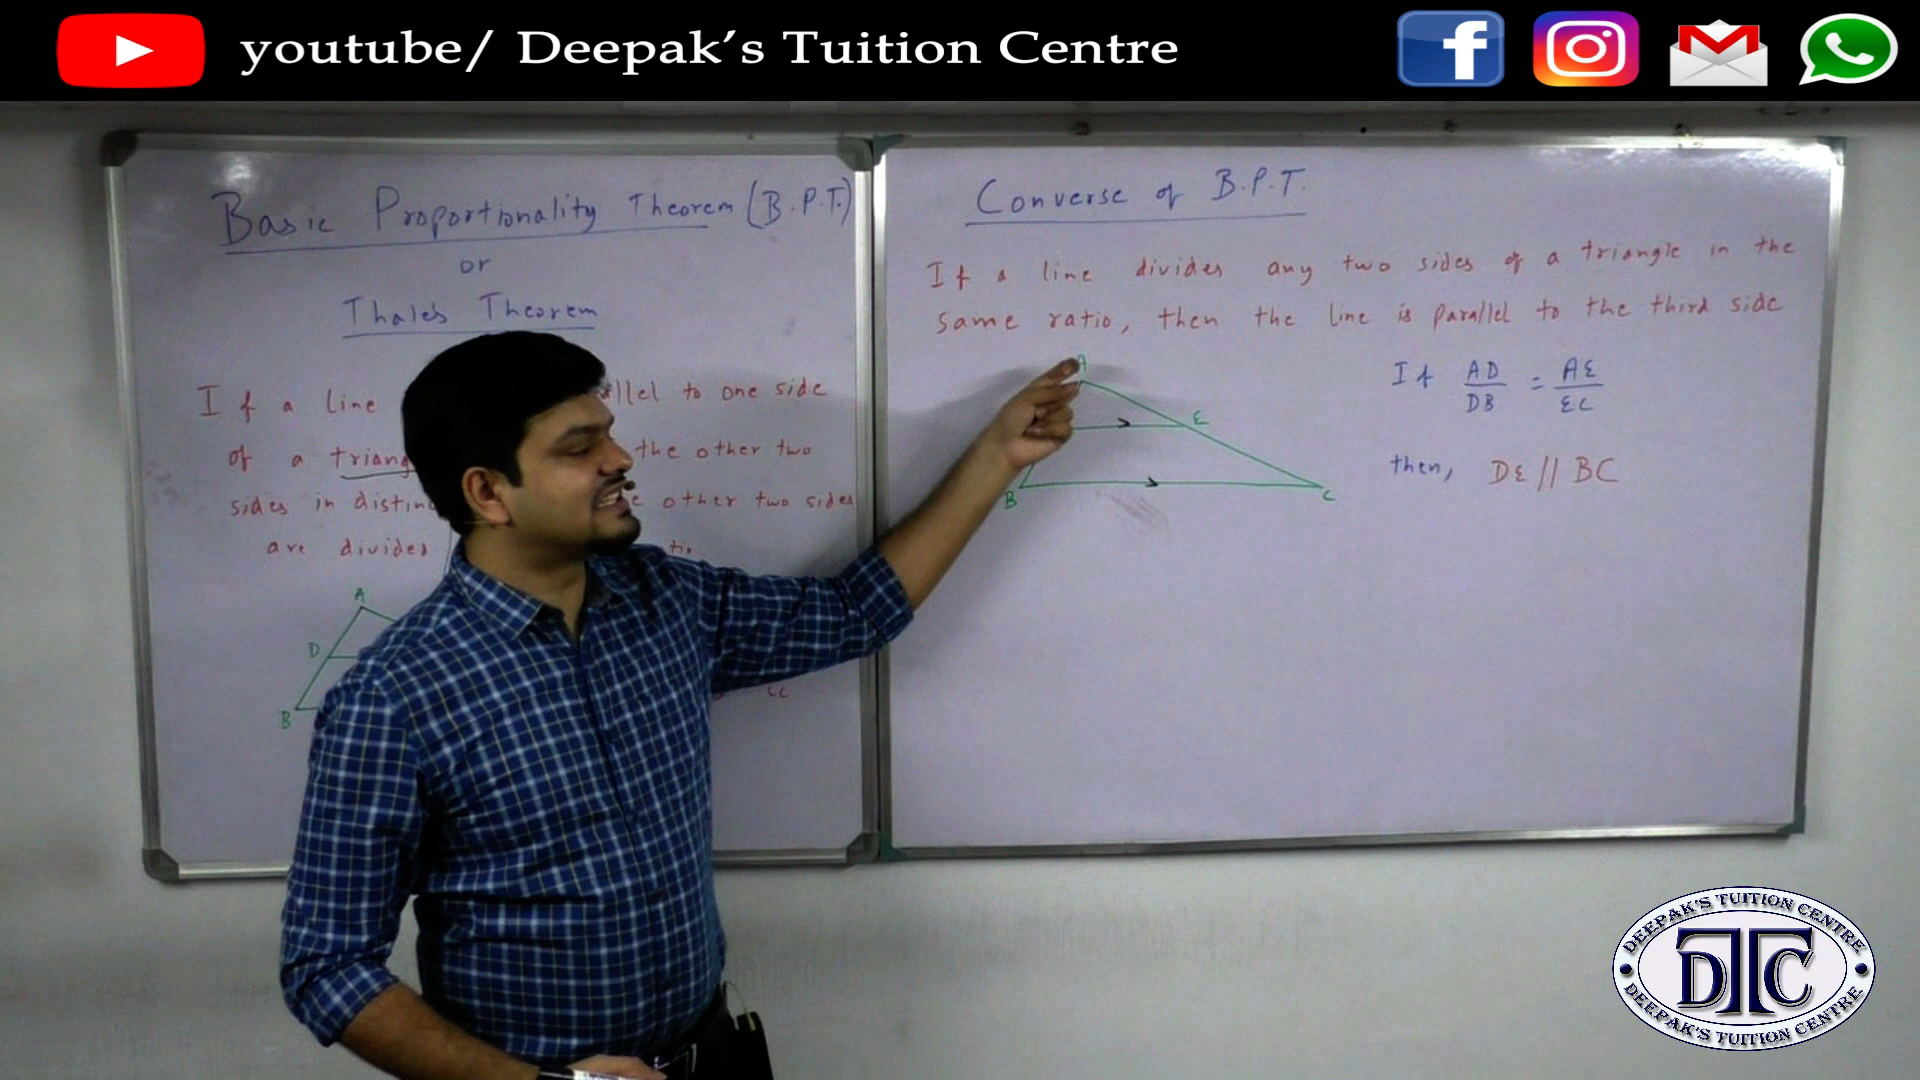 youtube/ Deepak's Tuition Centre
Basic Proportionality Theorem (B.P.T.)
or
Thale's Theorem
If a line allel to one side
of a triang the other two
sides in distinc other two sides
are divides
A
D
B
Converse of B.P.T.
If a line divides any two sides of a triangle in the
same ratio, then the line is parallel to the third side
A
E
B
C
If AD/DB = AE/EC
then, DE // BC
DEEPAK'S TUITION CENTRE
DTC
DEEPAK'S TUITION CENTRE